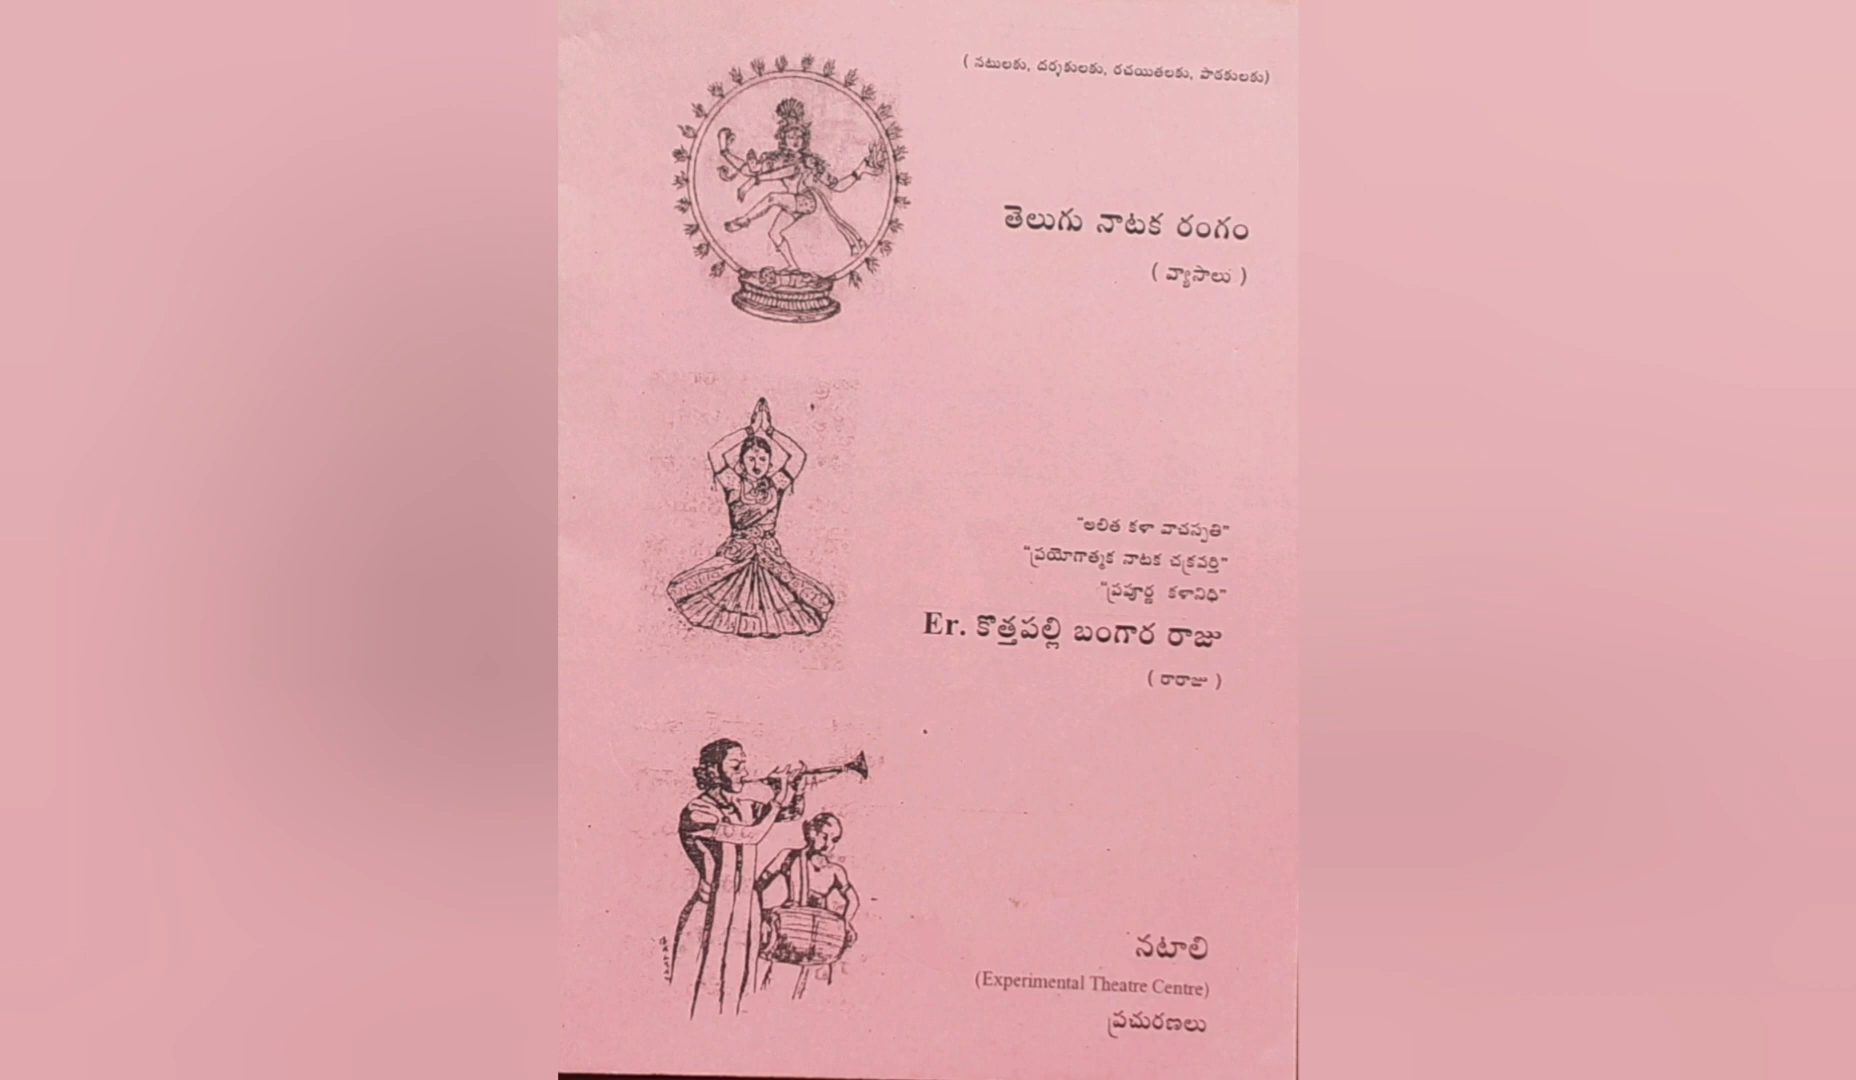 ( నటులకు, దర్శకులకు, రచయితలకు, పాఠకులకు)
తెలుగు నాటక రంగం
( వ్యాసాలు )
"లలిత కళా వాచస్పతి"
"ప్రయోగాత్మక నాటక చక్రవర్తి"
"ప్రపూర్ణ కళానిధి"
Er. కొత్తపల్లి బంగార రాజు
( రారాజు )
నటాలి
(Experimental Theatre Centre)
ప్రచురణలు